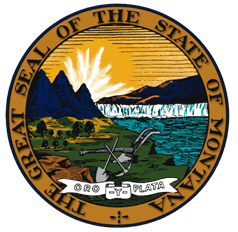 THE GREAT SEAL OF THE STATE OF MONTANA
ORO Y PLATA